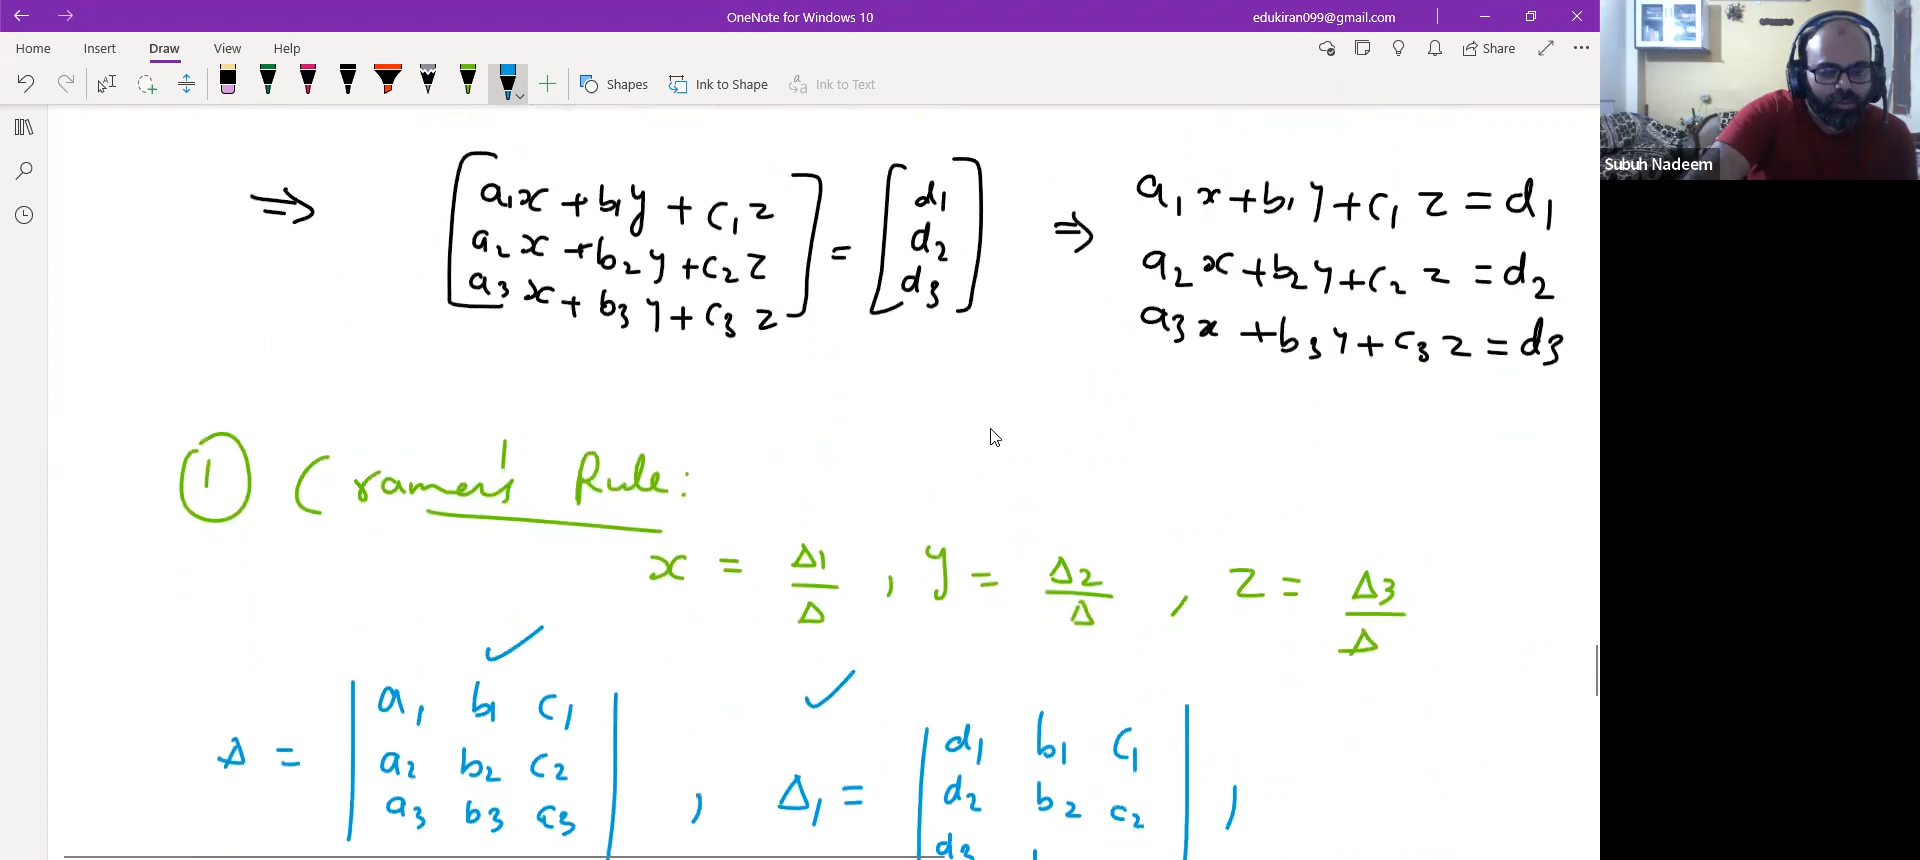 OneNote for Windows 10
edukiran099@gmail.com
Home Insert Draw View Help
Share
Shapes Ink to Shape Ink to Text
Subuh Nadeem
⇒ [a₁x + b₁y + c₁z] = [d₁] ⇒ a₁x + b₁y + c₁z = d₁
[a₂x + b₂y + c₂z] [d₂] a₂x + b₂y + c₂z = d₂
[a₃x + b₃y + c₃z] [d₃] a₃x + b₃y + c₃z = d₃
① Cramer's Rule:
x = Δ1/Δ , y = Δ2/Δ , z = Δ3/Δ
Δ = | a₁ b₁ c₁ | , Δ₁ = | d₁ b₁ c₁ | ,
| a₂ b₂ c₂ | | d₂ b₂ c₂ |
| a₃ b₃ c₃ | | d₃